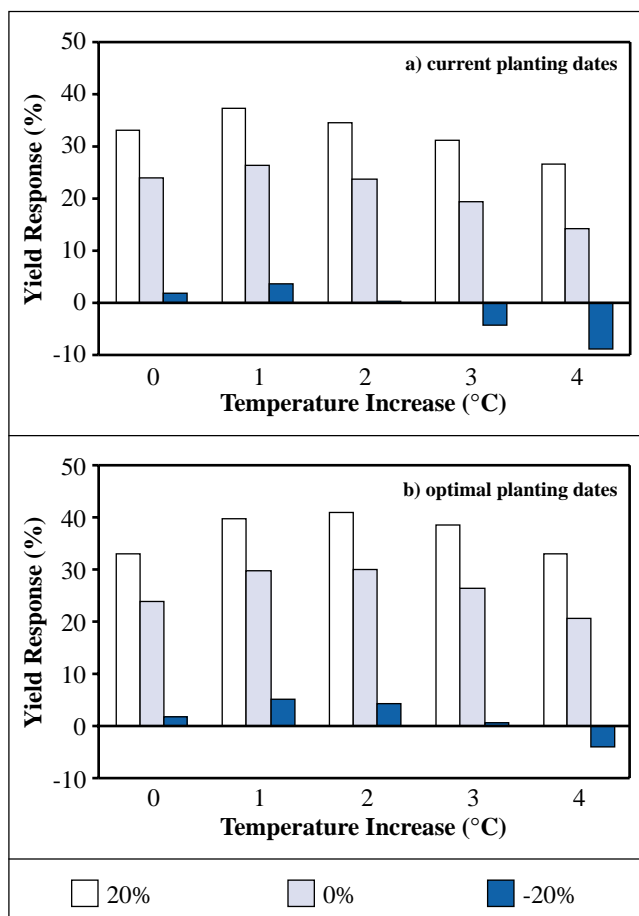 50
a) current planting dates
40
30
20
10
0
-10
Yield Response (%)
0 1 2 3 4
Temperature Increase (°C)
50
b) optimal planting dates
40
30
20
10
0
-10
Yield Response (%)
0 1 2 3 4
Temperature Increase (°C)
20% 0% -20%